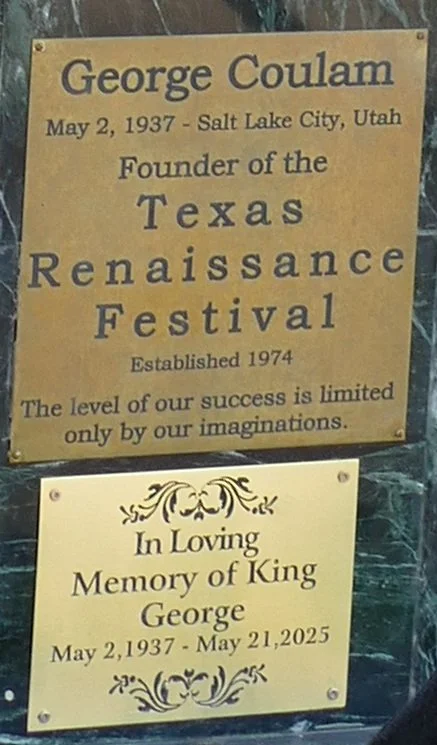 George Coulam
May 2, 1937 - Salt Lake City, Utah
Founder of the
Texas
Renaissance
Festival
Established 1974
The level of our success is limited
only by our imaginations.
In Loving
Memory of King
George
May 2,1937 - May 21,2025